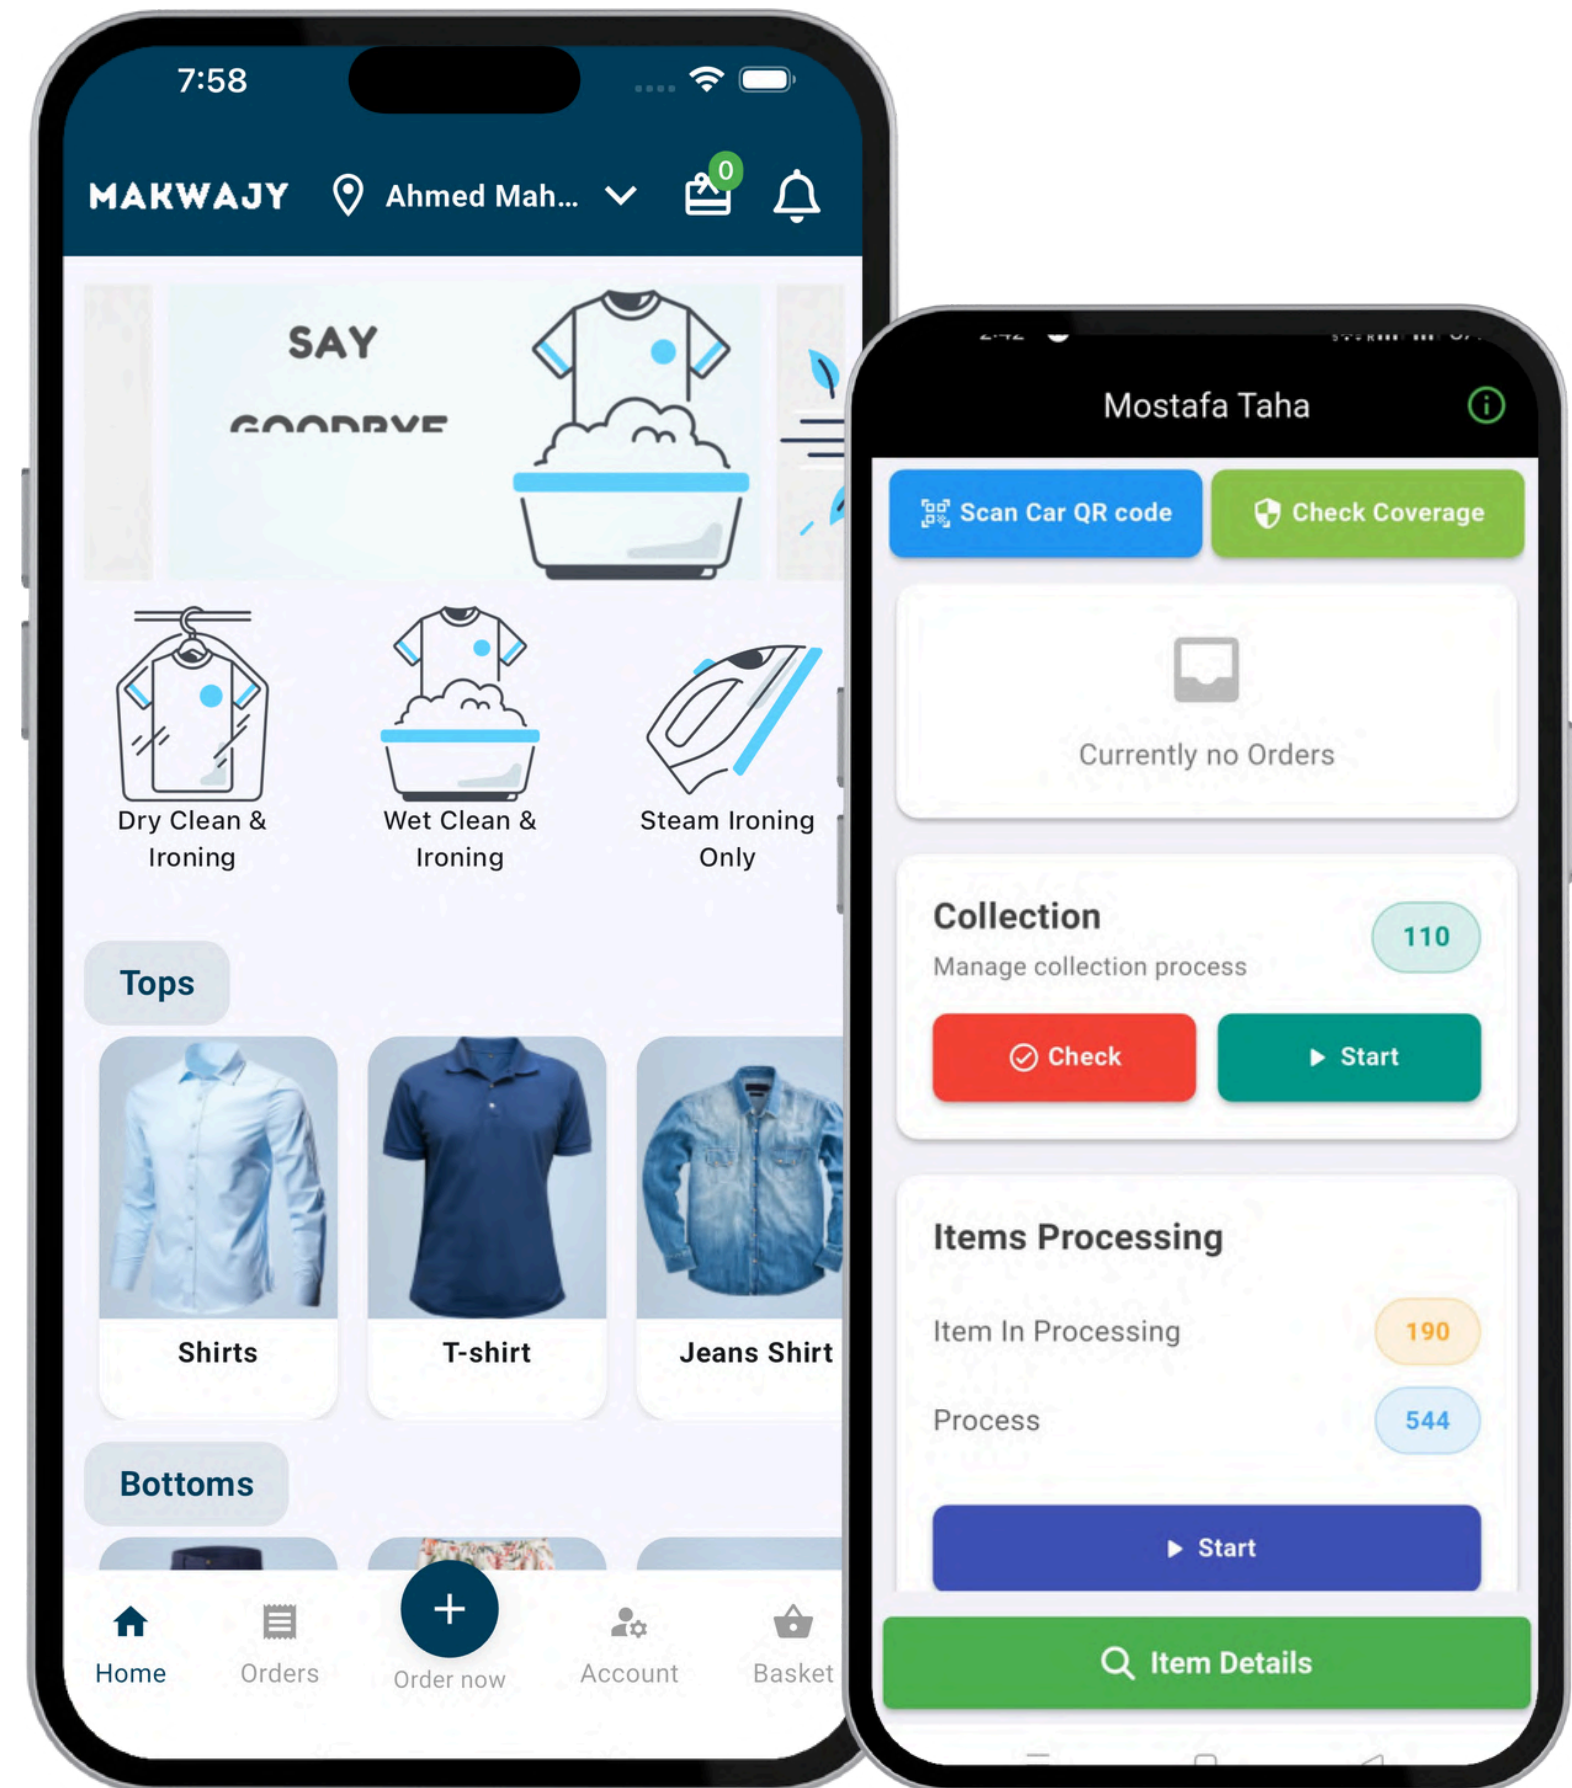 7:58
MAKWAJY
Ahmed Mah...
0
SAY
GOODBYE
Dry Clean &
Ironing
Wet Clean &
Ironing
Steam Ironing
Only
Tops
Shirts
T-shirt
Jeans Shirt
Bottoms
Home
Orders
Order now
Account
Basket
2:42
Mostafa Taha
Scan Car QR code
Check Coverage
Currently no Orders
Collection
110
Manage collection process
Check
Start
Items Processing
Item In Processing
190
Process
544
Start
Item Details